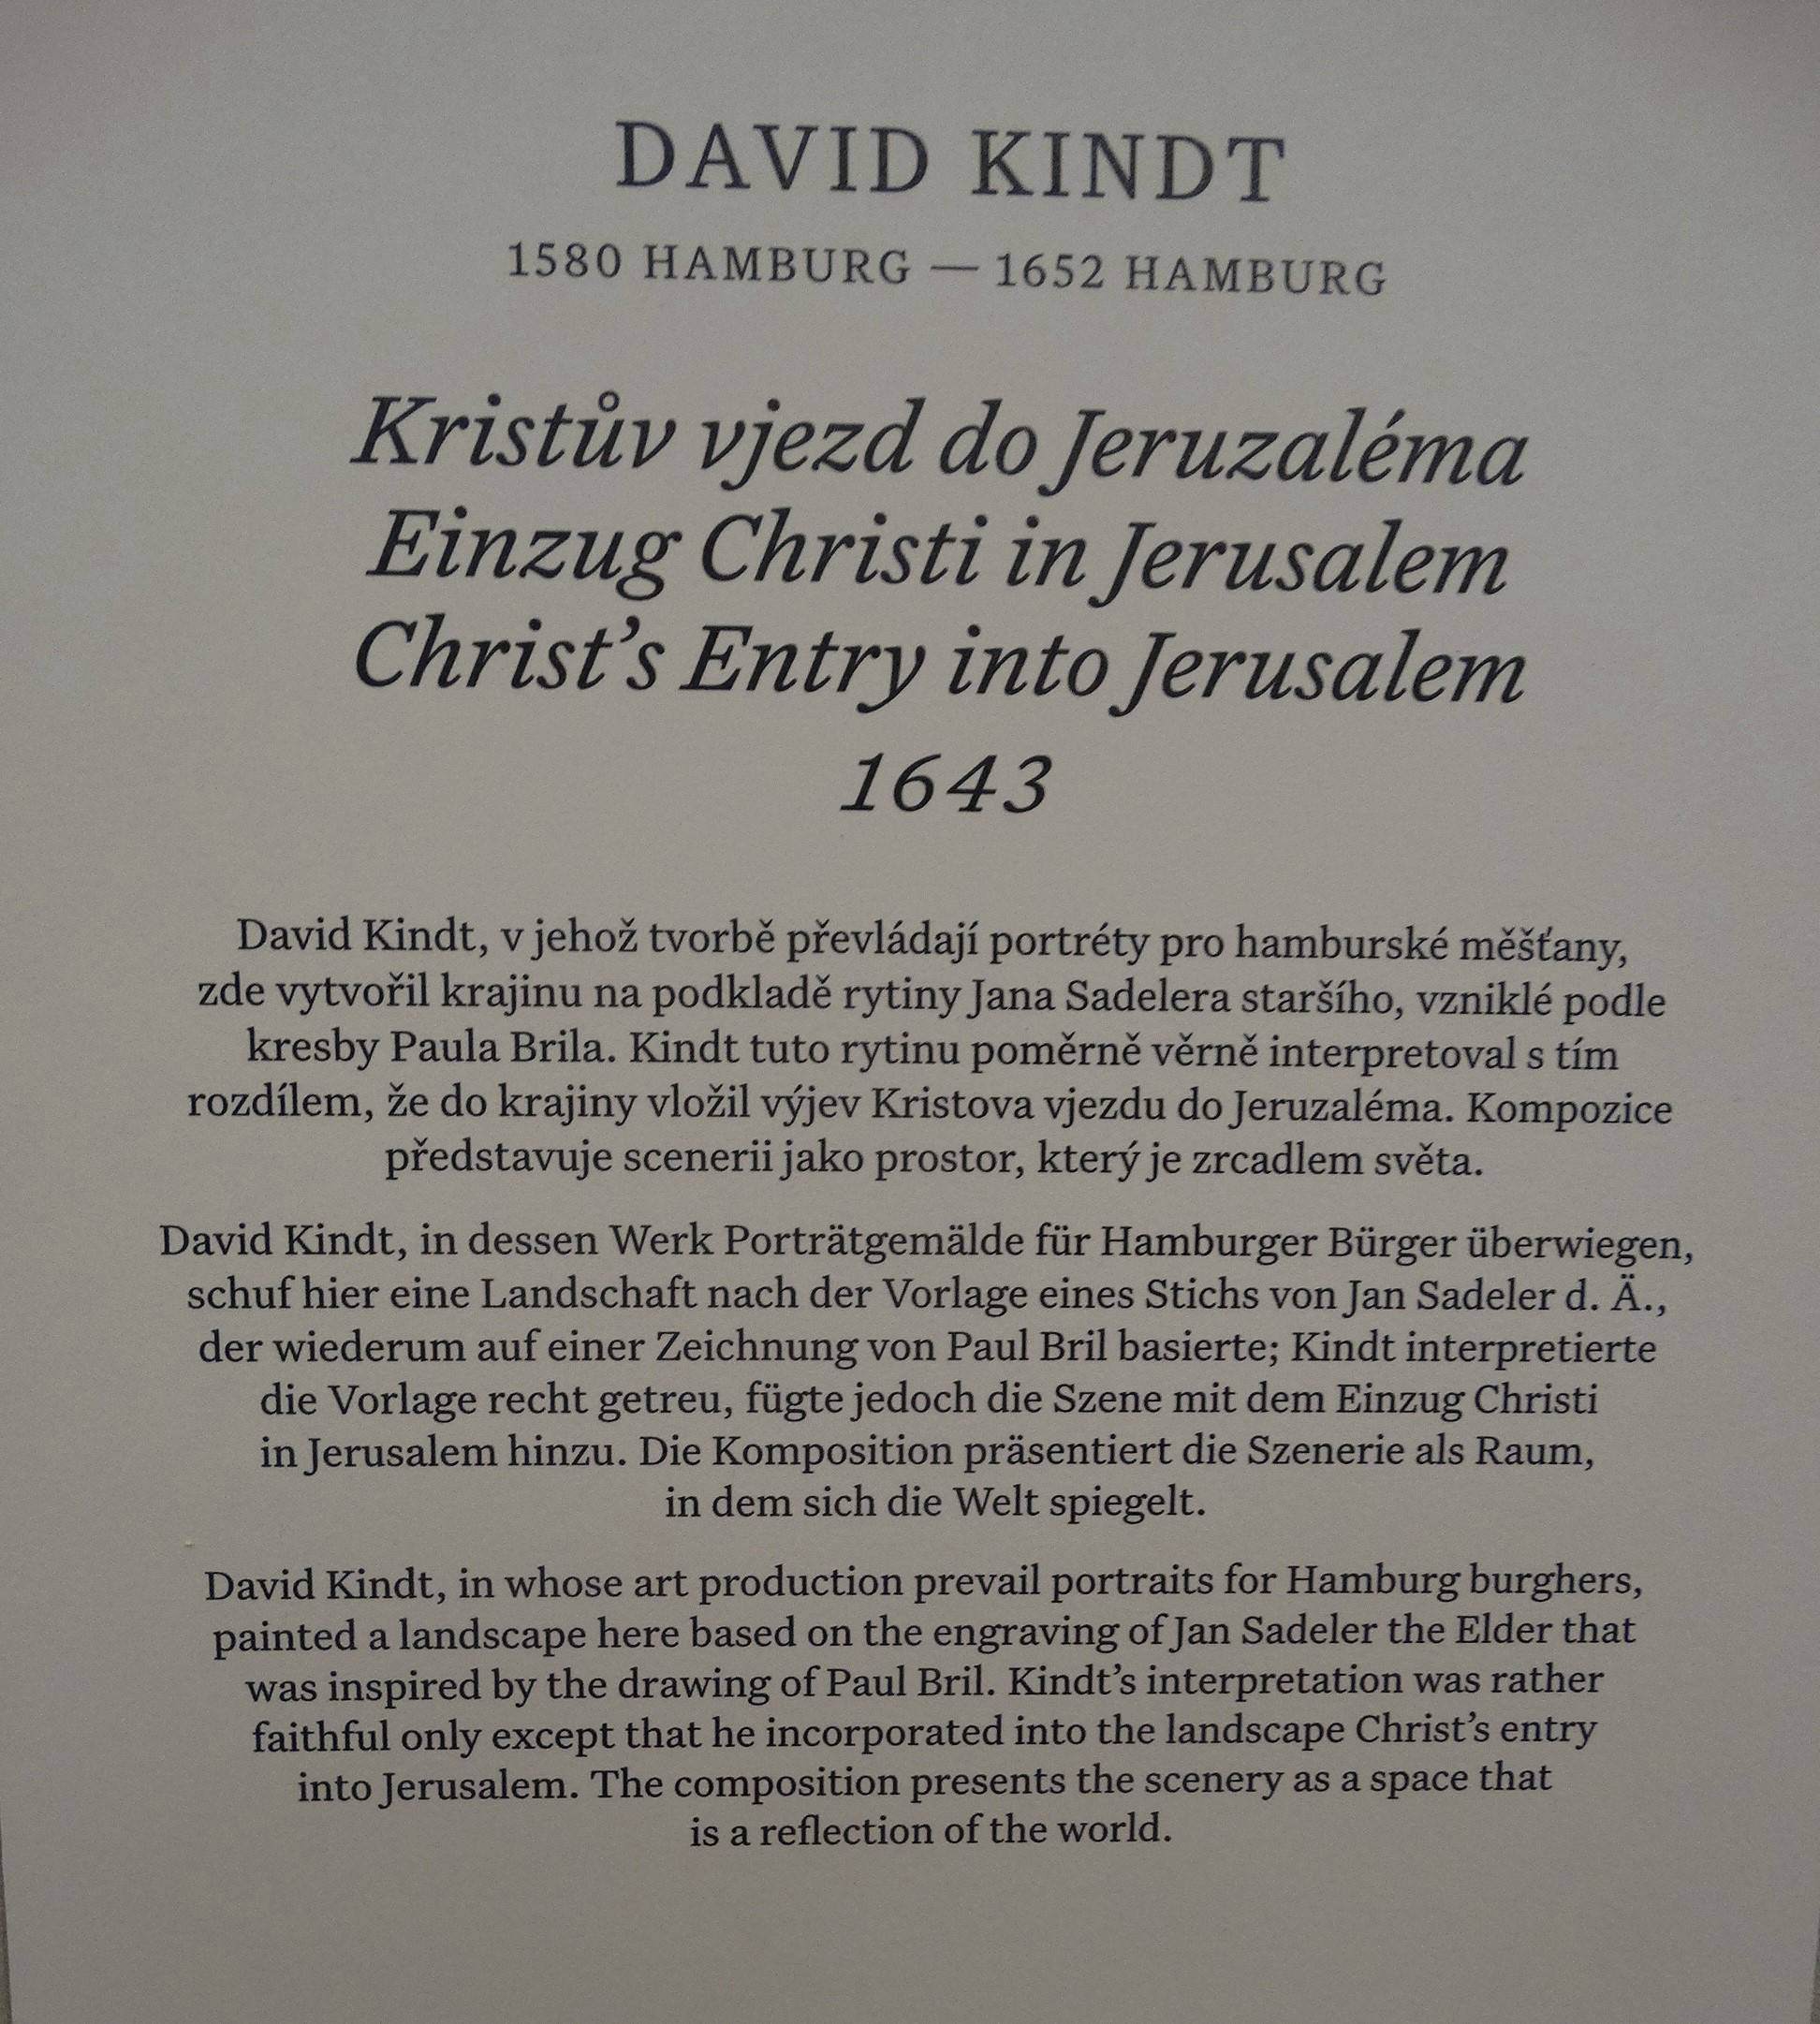 DAVID KINDT
1580 HAMBURG — 1652 HAMBURG
Kristův vjezd do Jeruzaléma
Einzug Christi in Jerusalem
Christ’s Entry into Jerusalem
1643
David Kindt, v jehož tvorbě převládají portréty pro hamburské měšťany,
zde vytvořil krajinu na podkladě rytiny Jana Sadelera staršího, vzniklé podle
kresby Paula Brila. Kindt tuto rytinu poměrně věrně interpretoval s tím
rozdílem, že do krajiny vložil výjev Kristova vjezdu do Jeruzaléma. Kompozice
představuje scenerii jako prostor, který je zrcadlem světa.
David Kindt, in dessen Werk Porträtgemälde für Hamburger Bürger überwiegen,
schuf hier eine Landschaft nach der Vorlage eines Stichs von Jan Sadeler d. Ä.,
der wiederum auf einer Zeichnung von Paul Bril basierte; Kindt interpretierte
die Vorlage recht getreu, fügte jedoch die Szene mit dem Einzug Christi
in Jerusalem hinzu. Die Komposition präsentiert die Szenerie als Raum,
in dem sich die Welt spiegelt.
David Kindt, in whose art production prevail portraits for Hamburg burghers,
painted a landscape here based on the engraving of Jan Sadeler the Elder that
was inspired by the drawing of Paul Bril. Kindt’s interpretation was rather
faithful only except that he incorporated into the landscape Christ’s entry
into Jerusalem. The composition presents the scenery as a space that
is a reflection of the world.